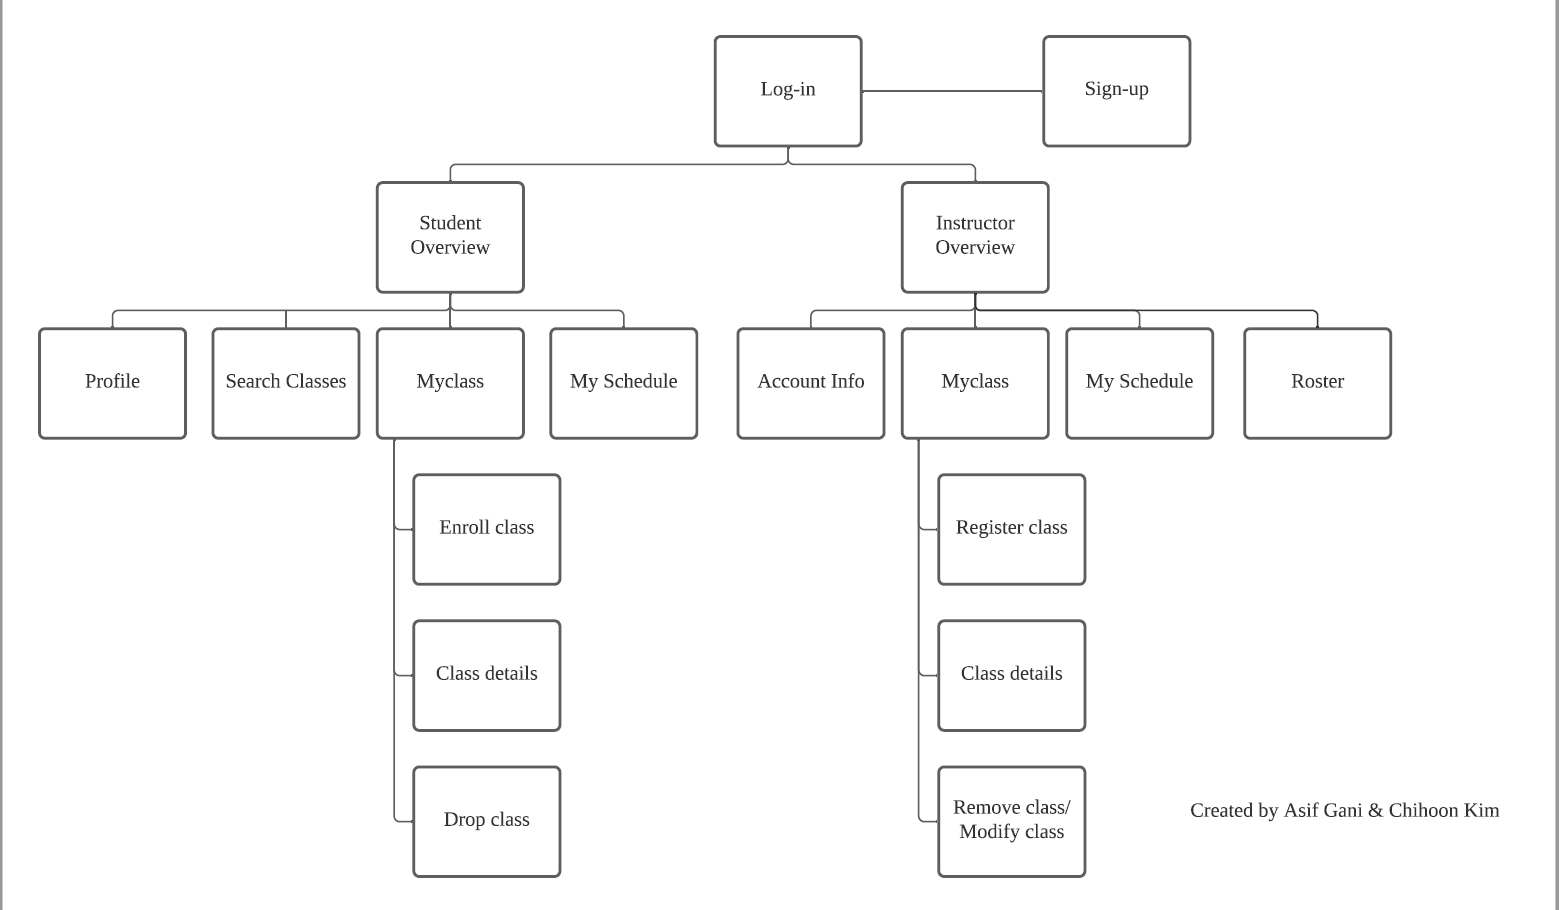 Log-in
Sign-up
Student
Overview
Instructor
Overview
Profile
Search Classes
Myclass
My Schedule
Account Info
Myclass
My Schedule
Roster
Enroll class
Register class
Class details
Class details
Drop class
Remove class/
Modify class
Created by Asif Gani & Chihoon Kim